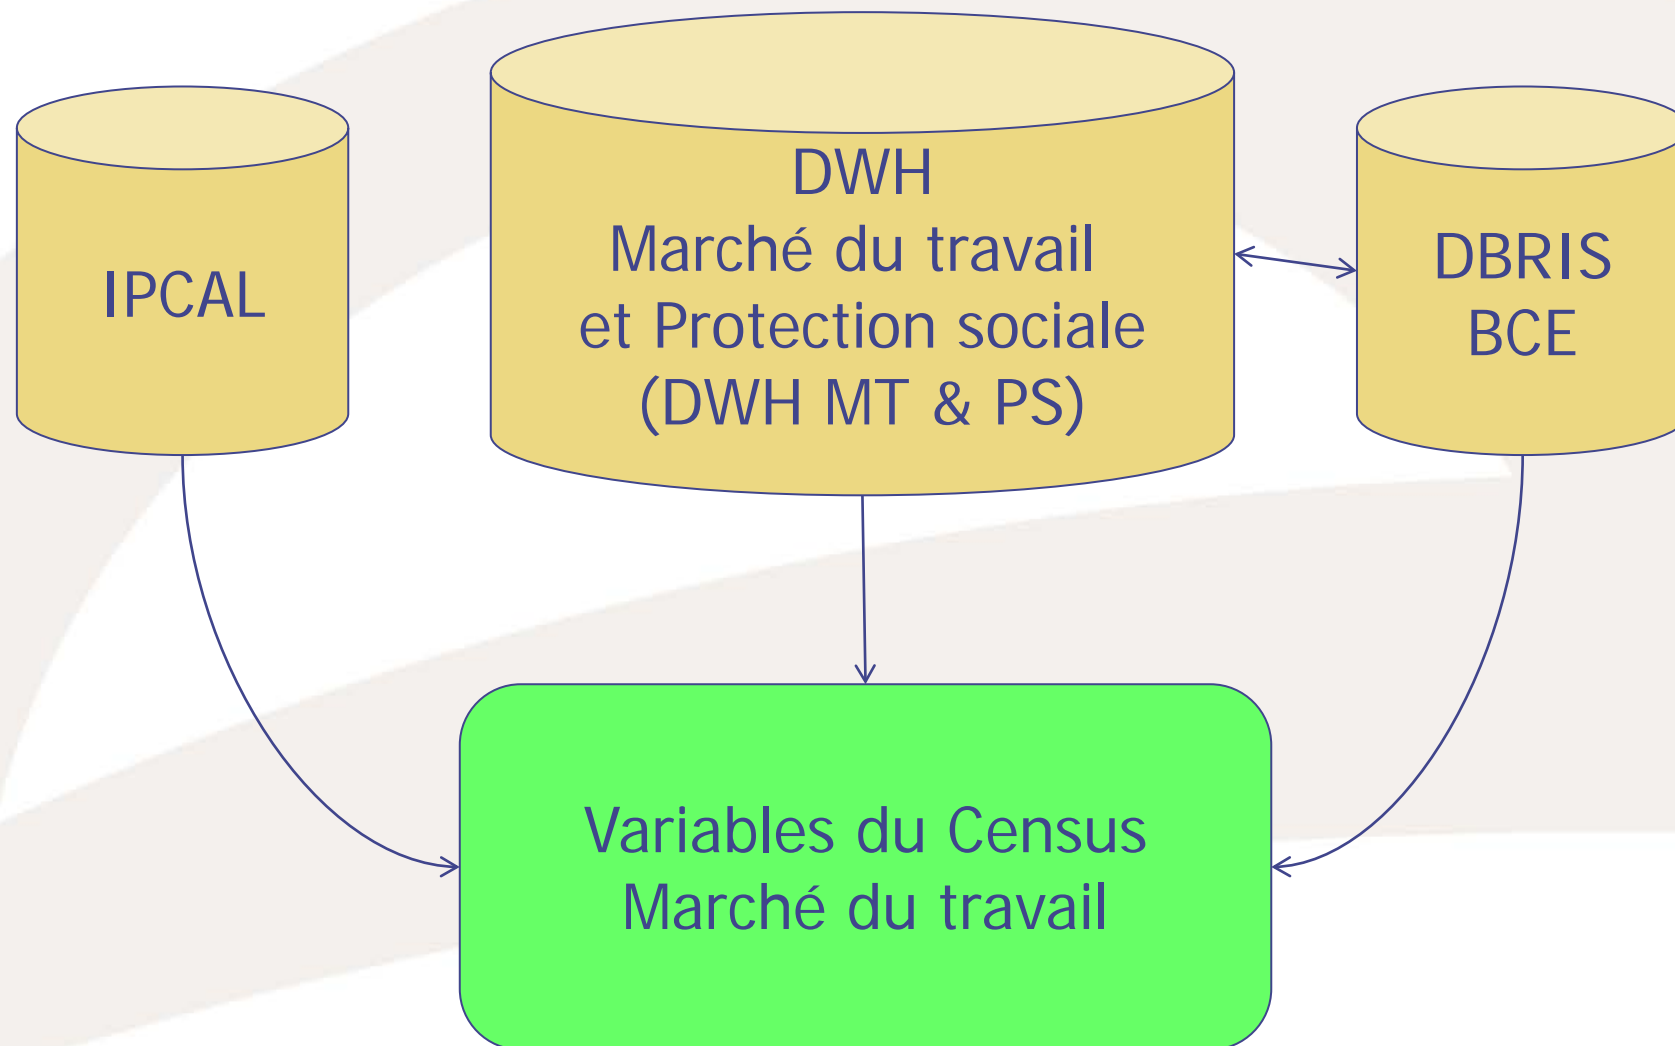 IPCAL
DWH
Marché du travail
et Protection sociale
(DWH MT & PS)
DBRIS
BCE
Variables du Census
Marché du travail